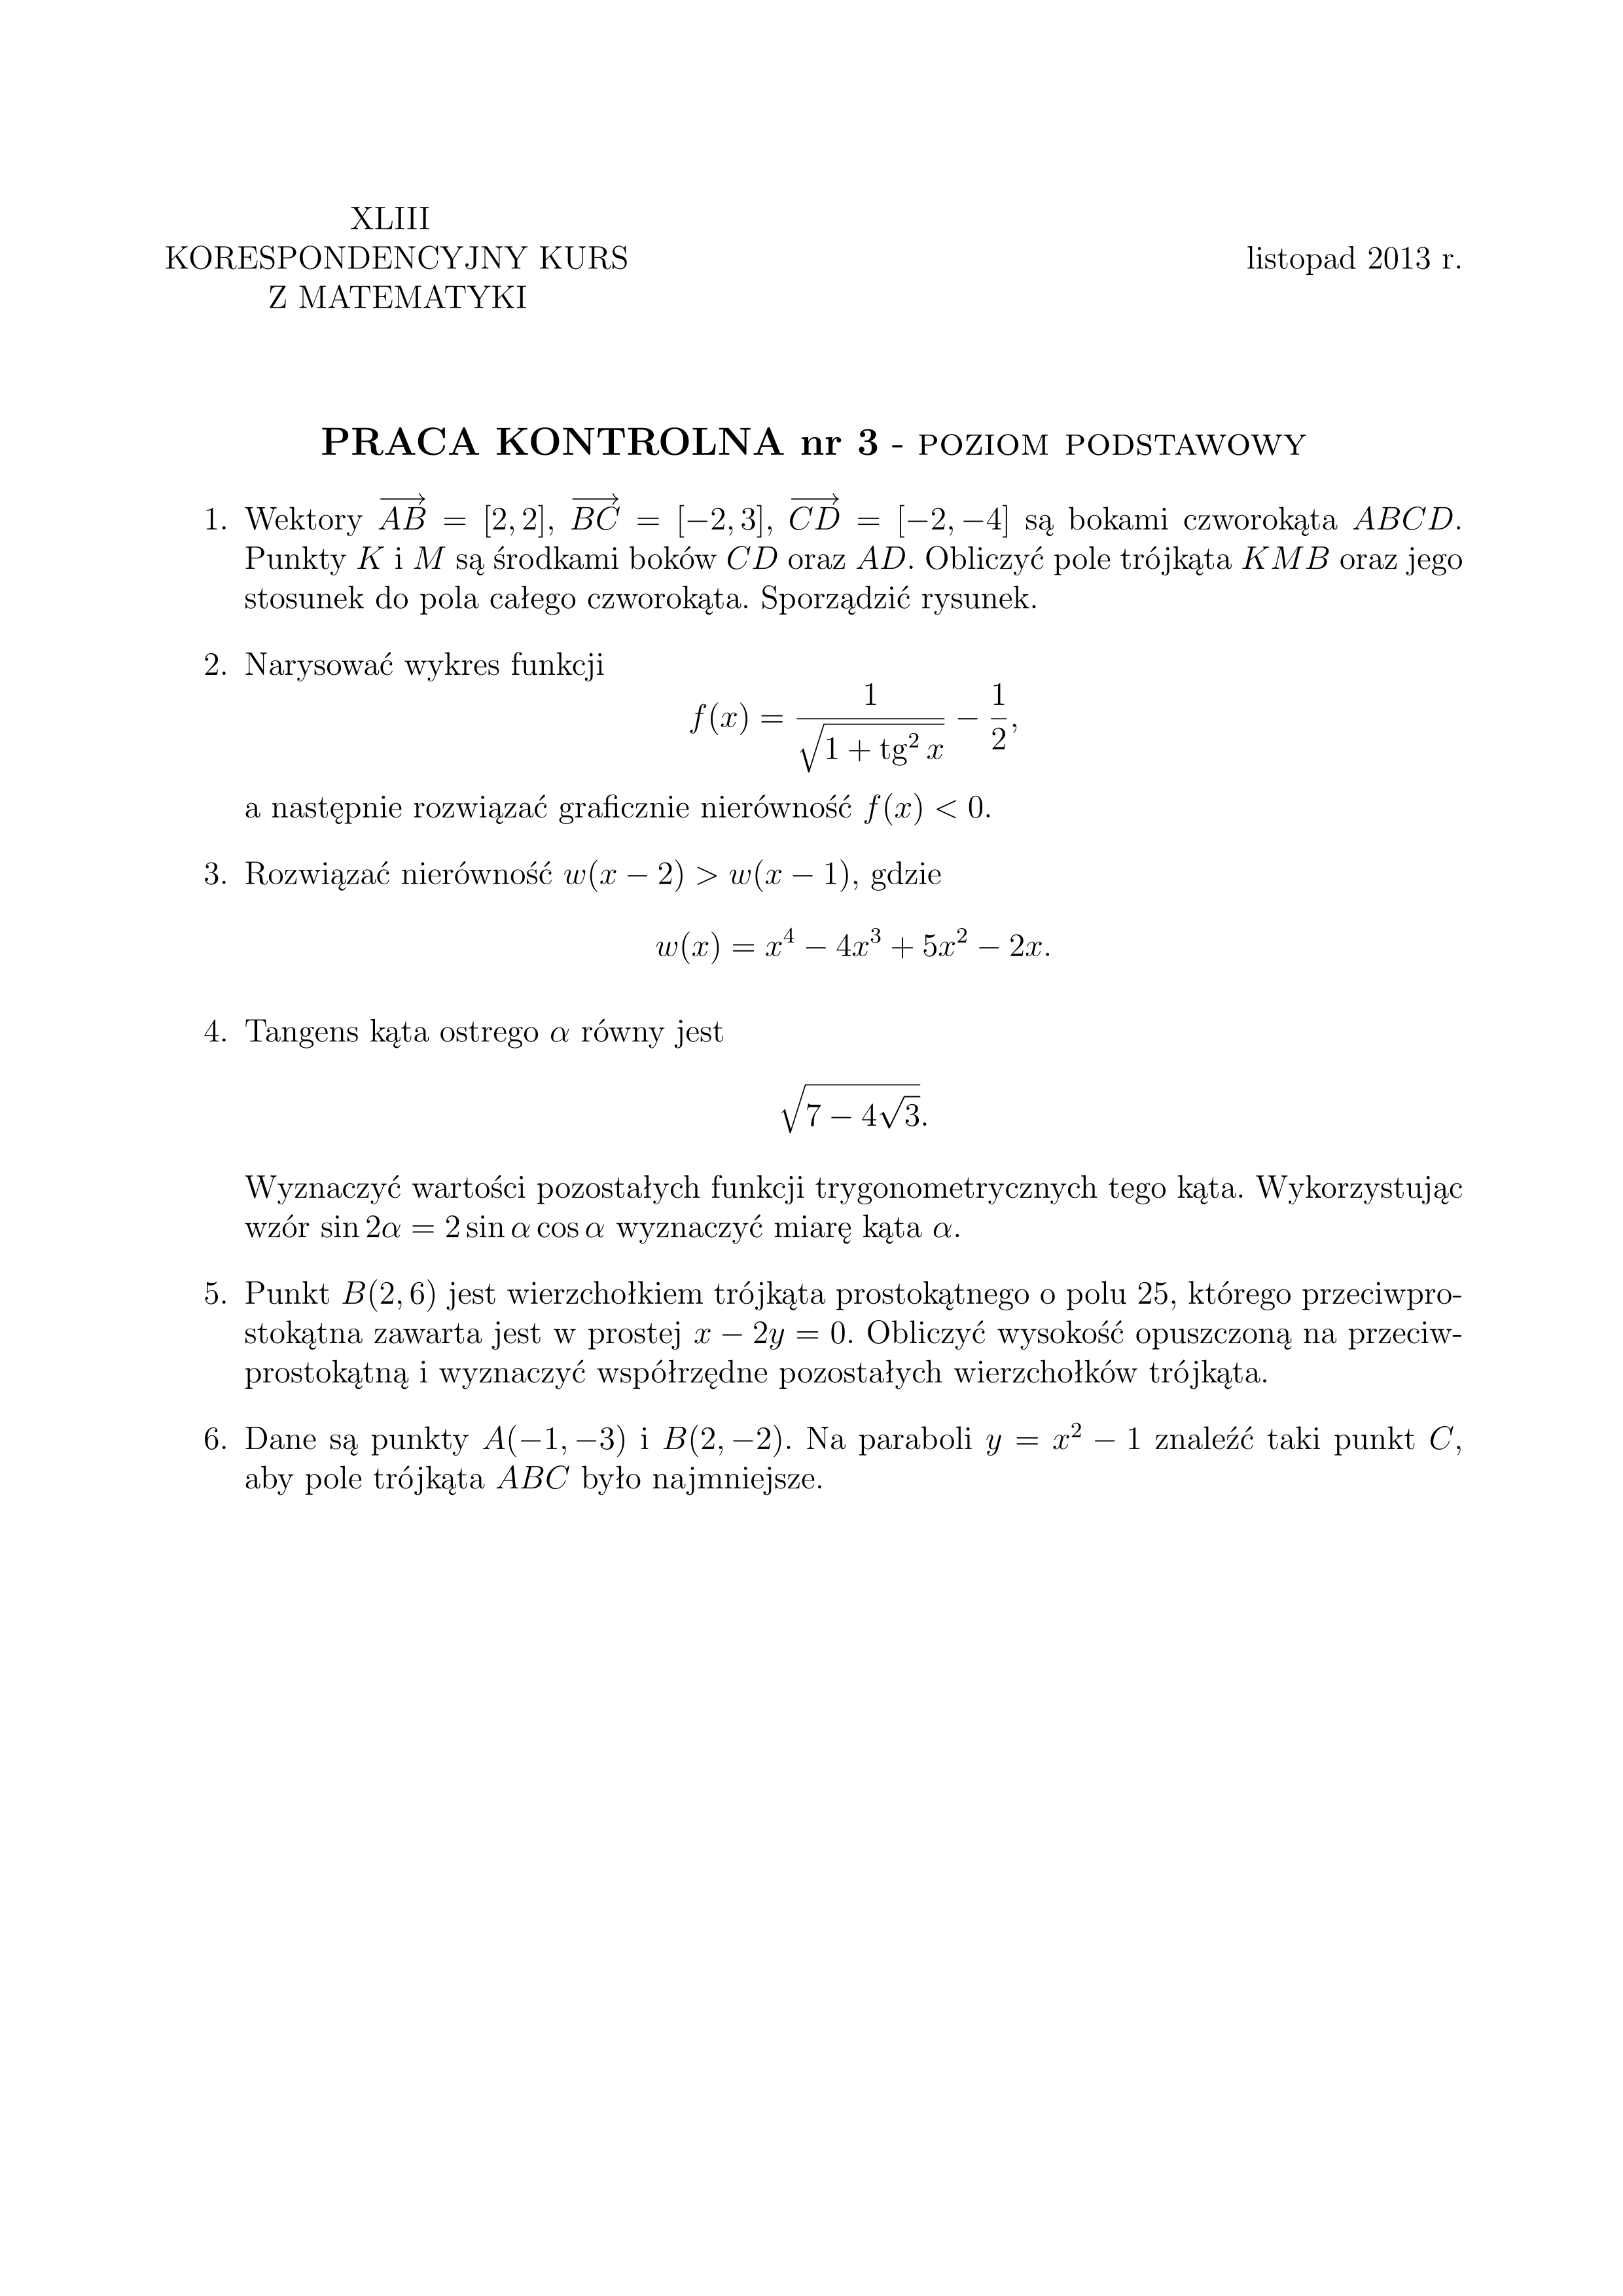 XLIII
KORESPONDENCYJNY KURS
Z MATEMATYKI
listopad 2013 r.
PRACA KONTROLNA nr 3 - POZIOM PODSTAWOWY
1. Wektory $\overrightarrow{AB} = [2, 2]$, $\overrightarrow{BC} = [-2, 3]$, $\overrightarrow{CD} = [-2, -4]$ są bokami czworokąta $ABCD$.
Punkty $K$ i $M$ są środkami boków $CD$ oraz $AD$. Obliczyć pole trójkąta $KMB$ oraz jego
stosunek do pola całego czworokąta. Sporządzić rysunek.
2. Narysować wykres funkcji
$f(x) = \frac{1}{\sqrt{1 + \operatorname{tg}^2 x}} - \frac{1}{2},$
a następnie rozwiązać graficznie nierówność $f(x) < 0$.
3. Rozwiązać nierówność $w(x - 2) > w(x - 1)$, gdzie
$w(x) = x^4 - 4x^3 + 5x^2 - 2x.$
4. Tangens kąta ostrego $\alpha$ równy jest
$\sqrt{7 - 4\sqrt{3}}.$
Wyznaczyć wartości pozostałych funkcji trygonometrycznych tego kąta. Wykorzystując
wzór $\sin 2\alpha = 2 \sin \alpha \cos \alpha$ wyznaczyć miarę kąta $\alpha$.
5. Punkt $B(2, 6)$ jest wierzchołkiem trójkąta prostokątnego o polu 25, którego przeciwpro-
stokątna zawarta jest w prostej $x - 2y = 0$. Obliczyć wysokość opuszczoną na przeciw-
prostokątną i wyznaczyć współrzędne pozostałych wierzchołków trójkąta.
6. Dane są punkty $A(-1, -3)$ i $B(2, -2)$. Na paraboli $y = x^2 - 1$ znaleźć taki punkt $C$,
aby pole trójkąta $ABC$ było najmniejsze.